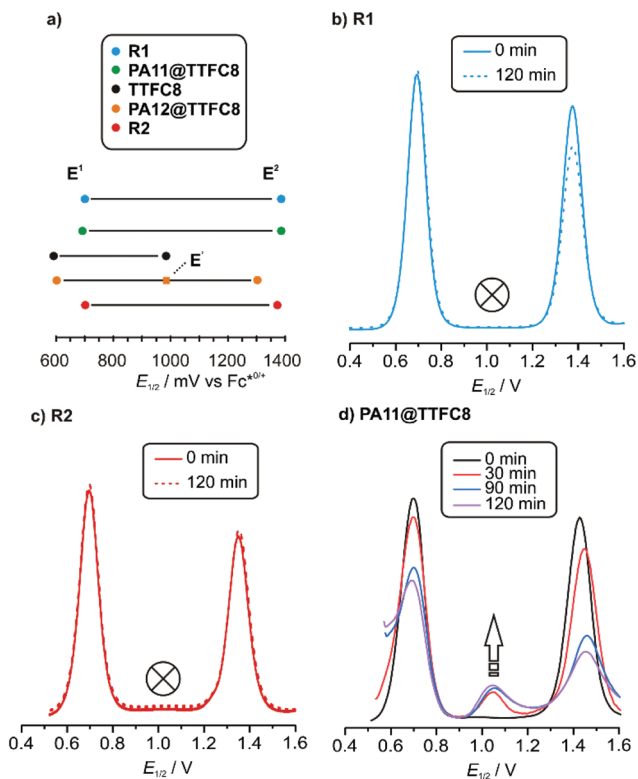 a)
R1
PA11@TTFC8
TTFC8
PA12@TTFC8
R2
E¹ E²
E'
600 800 1000 1200 1400
E1/2 / mV vs Fc*0/+
b) R1
0 min
120 min
0.4 0.6 0.8 1.0 1.2 1.4 1.6
E1/2 / V
c) R2
0 min
120 min
0.4 0.6 0.8 1.0 1.2 1.4 1.6
E1/2 / V
d) PA11@TTFC8
0 min
30 min
90 min
120 min
0.4 0.6 0.8 1.0 1.2 1.4 1.6
E1/2 / V